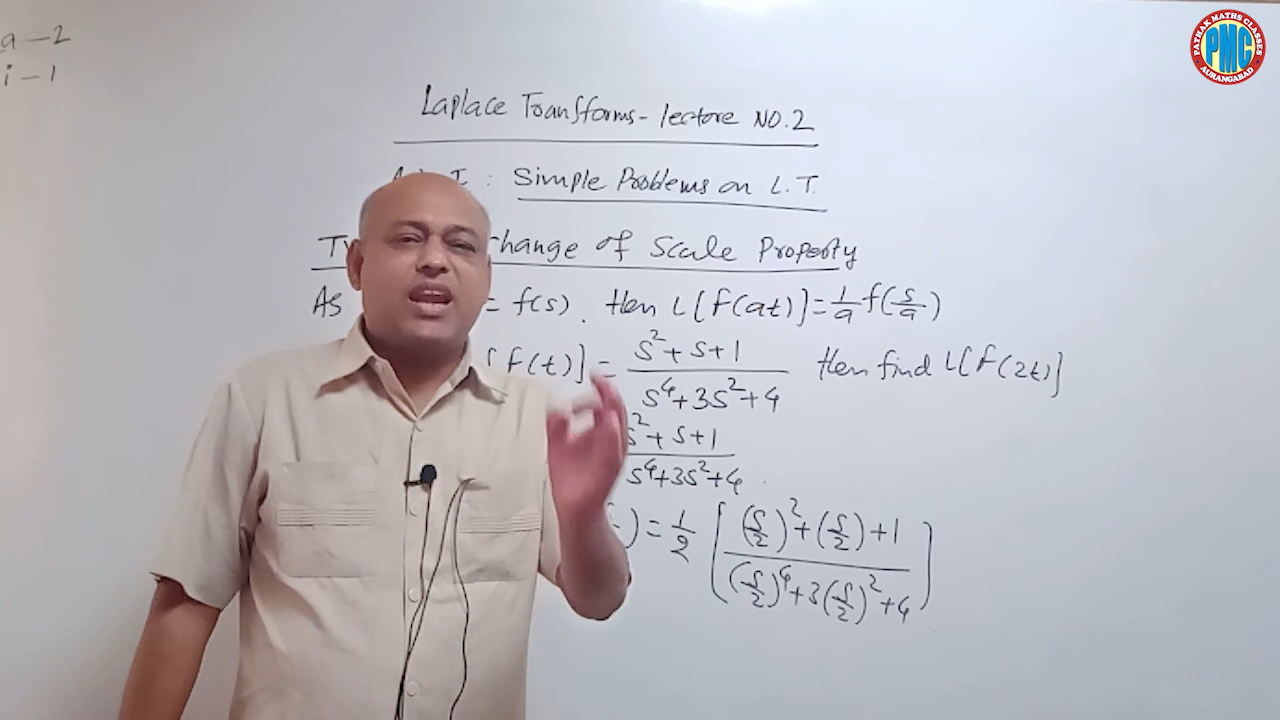 a - 2
i - 1
PATHAK MATHS CLASSES
PMC
AURANGABAD
Laplace Transforms - lecture NO. 2
I : Simple Problems on L.T.
Change of Scale Property
AS = f(s). then L[f(at)] = 1/a f(s/a)
[f(t)] = (s²+s+1)/(s⁴+3s²+4) then find L[f(2t)]
(s²+s+1)/(s⁴+3s²+4)
) = 1/2 [((s/2)²+(s/2)+1)/((s/2)⁴+3(s/2)²+4)]